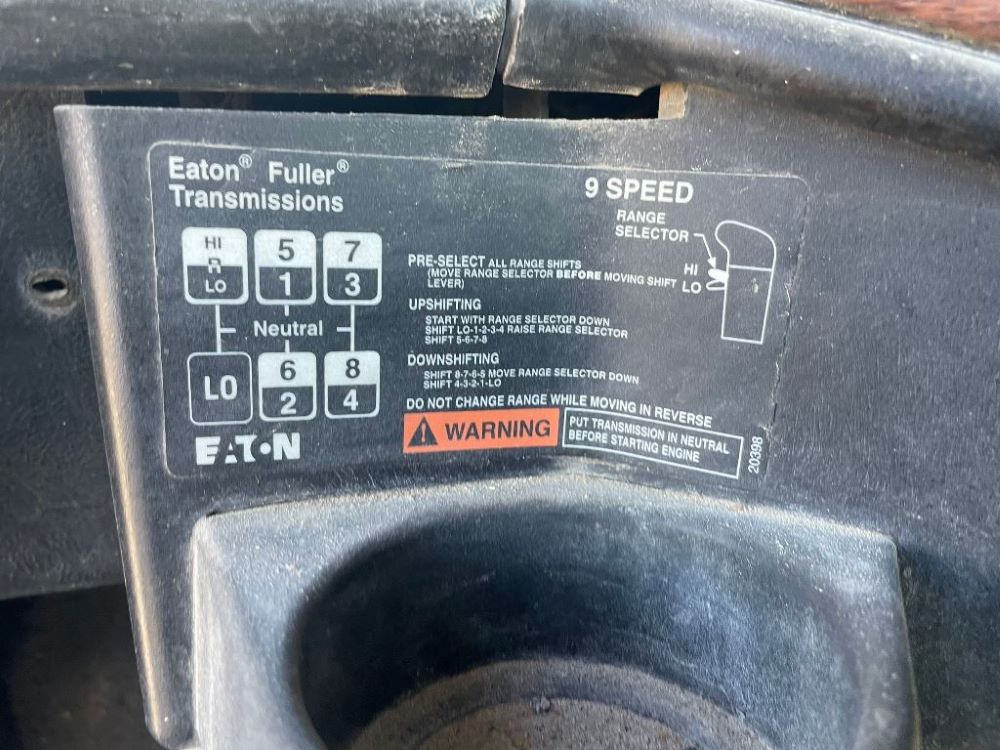 Eaton® Fuller®
Transmissions
9 SPEED
RANGE
SELECTOR
HI
LO
HI
R
LO
5
1
7
3
Neutral
LO
6
2
8
4
EATON
PRE-SELECT ALL RANGE SHIFTS
(MOVE RANGE SELECTOR BEFORE MOVING SHIFT
LEVER)
UPSHIFTING
START WITH RANGE SELECTOR DOWN
SHIFT LO-1-2-3-4 RAISE RANGE SELECTOR
SHIFT 5-6-7-8
DOWNSHIFTING
SHIFT 8-7-6-5 MOVE RANGE SELECTOR DOWN
SHIFT 4-3-2-1-LO
DO NOT CHANGE RANGE WHILE MOVING IN REVERSE
WARNING
PUT TRANSMISSION IN NEUTRAL
BEFORE STARTING ENGINE
20398